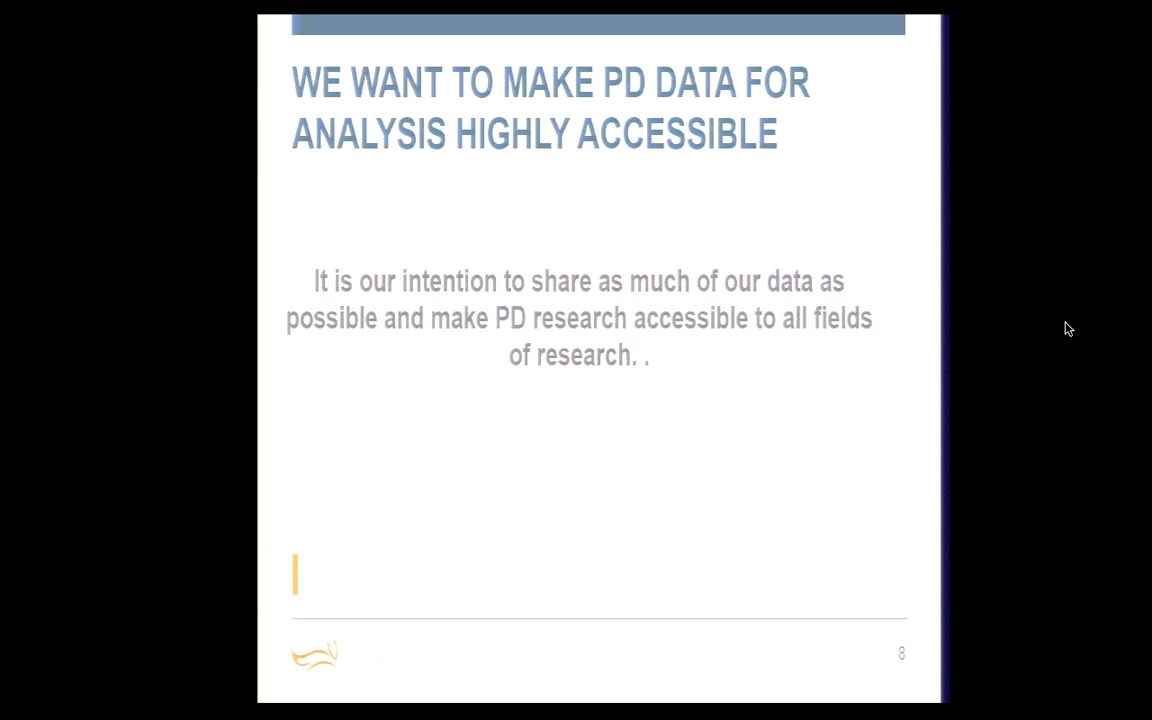 WE WANT TO MAKE PD DATA FOR
ANALYSIS HIGHLY ACCESSIBLE
It is our intention to share as much of our data as
possible and make PD research accessible to all fields
of research. .
8